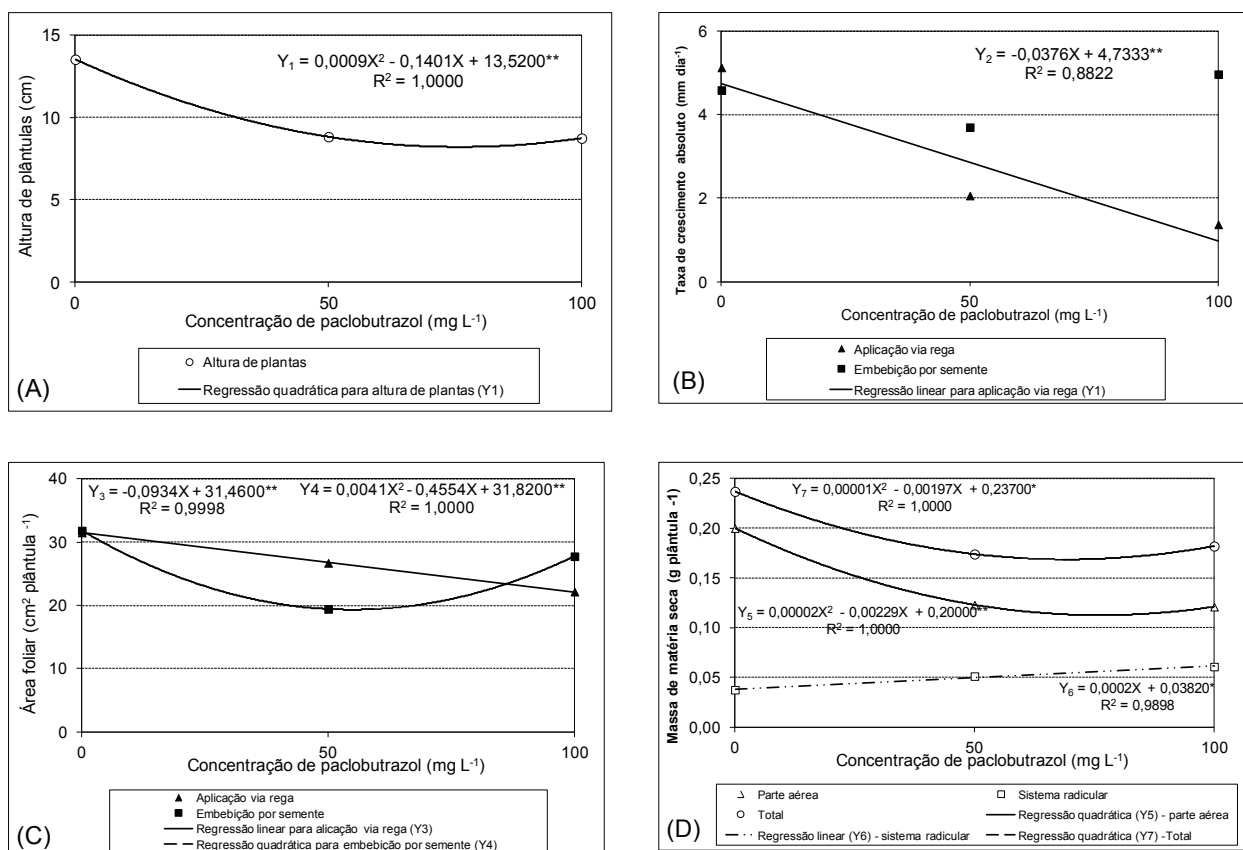 Y₁ = 0,0009X² - 0,1401X + 13,5200**
R² = 1,0000
Altura de plântulas (cm)
15
10
5
0
0 50 100
Concentração de paclobutrazol (mg L⁻¹)
Altura de plantas
Regressão quadrática para altura de plantas (Y1)
(A)
Y₂ = -0,0376X + 4,7333**
R² = 0,8822
Taxa de crescimento absoluto (mm dia⁻¹)
6
4
2
0
0 50 100
Concentração de paclobutrazol (mg L⁻¹)
Aplicação via rega
Embebição por semente
Regressão linear para aplicação via rega (Y1)
(B)
Y₃ = -0,0934X + 31,4600** Y4 = 0,0041X² - 0,4554X + 31,8200**
R² = 0,9998 R² = 1,0000
Área foliar (cm² plântula ⁻¹)
40
30
20
10
0
0 50 100
Concentração de paclobutrazol (mg L⁻¹)
Aplicação via rega
Embebição por semente
Regressão linear para alicação via rega (Y3)
Regressão quadrática para embebição por semente (Y4)
(C)
Y₇ = 0,00001X² - 0,00197X + 0,23700*
R² = 1,0000
Y₅ = 0,00002X² - 0,00229X + 0,20000**
R² = 1,0000
Y₆ = 0,0002X + 0,03820*
R² = 0,9898
Massa de matéria seca (g plântula -1)
0,25
0,20
0,15
0,10
0,05
0,00
0 50 100
Concentração de paclobutrazol (mg L⁻¹)
Parte aérea Sistema radicular
Total Regressão quadrática (Y5) - parte aérea
Regressão linear (Y6) - sistema radicular Regressão quadrática (Y7) -Total
(D)